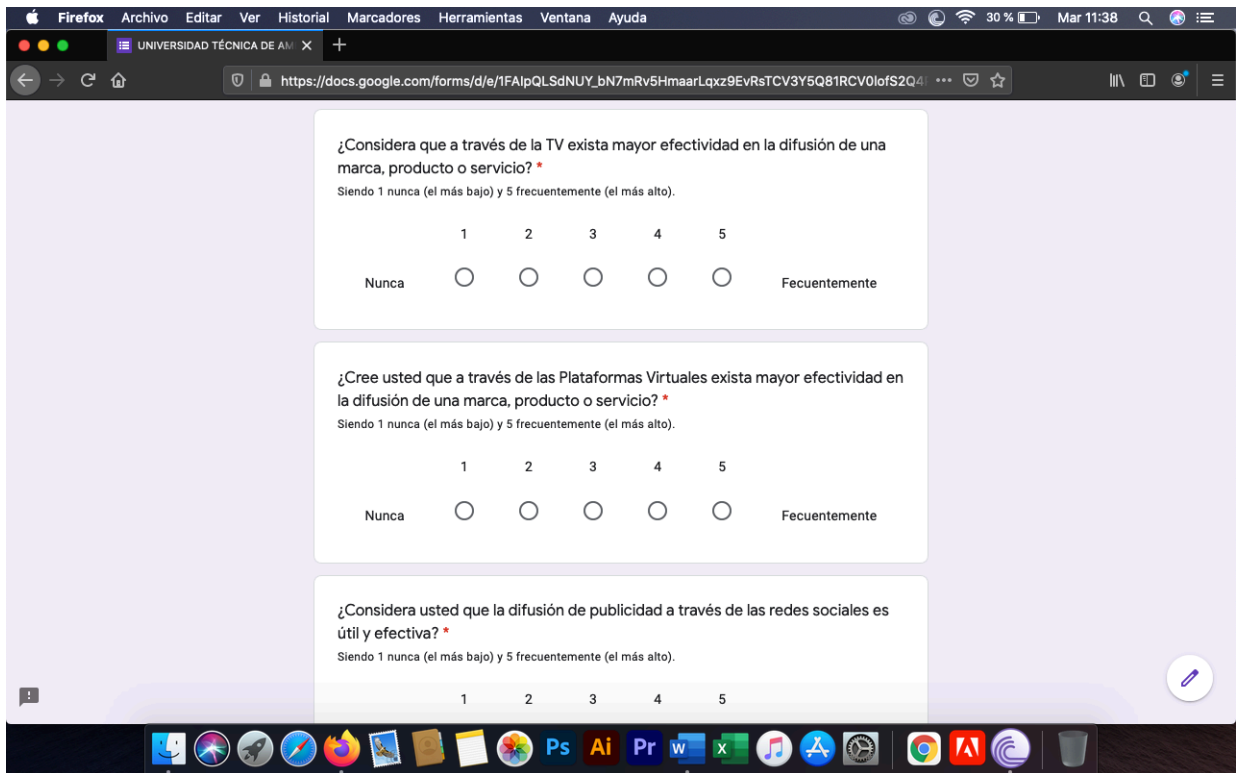 Firefox Archivo Editar Ver Historial Marcadores Herramientas Ventana Ayuda 30 % Mar 11:38
UNIVERSIDAD TÉCNICA DE AM
https://docs.google.com/forms/d/e/1FAIpQLSdNUY_bN7mRv5HmaarLqxz9EvRsTCV3Y5Q81RCV0lofS2Q4
¿Considera que a través de la TV exista mayor efectividad en la difusión de una
marca, producto o servicio? *
Siendo 1 nunca (el más bajo) y 5 frecuentemente (el más alto).
1 2 3 4 5
Nunca Fecuentemente
¿Cree usted que a través de las Plataformas Virtuales exista mayor efectividad en
la difusión de una marca, producto o servicio? *
Siendo 1 nunca (el más bajo) y 5 frecuentemente (el más alto).
1 2 3 4 5
Nunca Fecuentemente
¿Considera usted que la difusión de publicidad a través de las redes sociales es
útil y efectiva? *
Siendo 1 nunca (el más bajo) y 5 frecuentemente (el más alto).
1 2 3 4 5
Ps Ai Pr W X